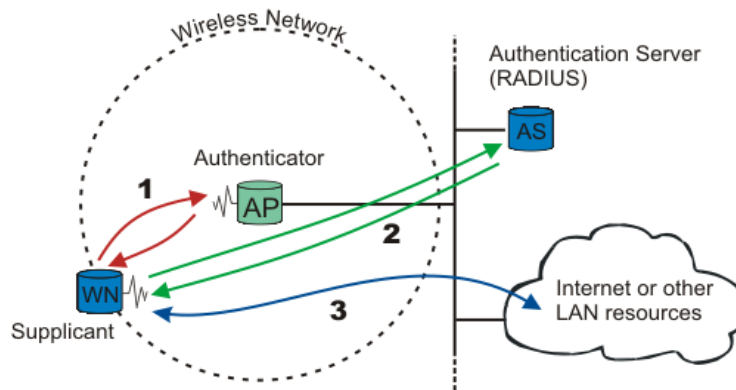 Wireless Network
Authentication Server
(RADIUS)
AS
Authenticator
1
AP
2
WN
3
Internet or other
LAN resources
Supplicant